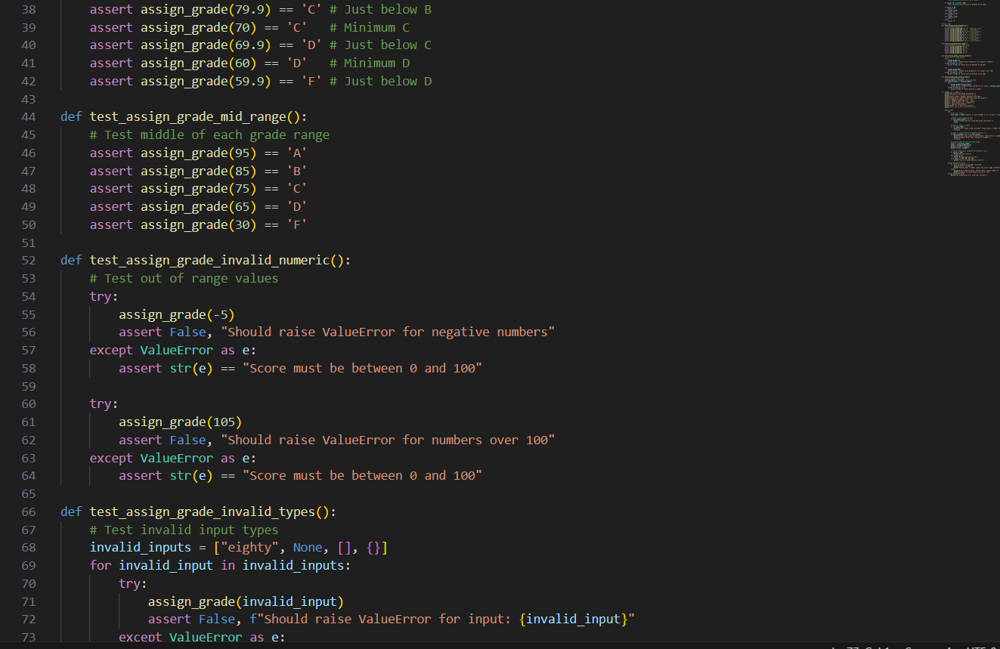 38 assert assign_grade(79.9) == 'C' # Just below B
39 assert assign_grade(70) == 'C'   # Minimum C
40 assert assign_grade(69.9) == 'D' # Just below C
41 assert assign_grade(60) == 'D'   # Minimum D
42 assert assign_grade(59.9) == 'F' # Just below D
43
44 def test_assign_grade_mid_range():
45     # Test middle of each grade range
46     assert assign_grade(95) == 'A'
47     assert assign_grade(85) == 'B'
48     assert assign_grade(75) == 'C'
49     assert assign_grade(65) == 'D'
50     assert assign_grade(30) == 'F'
51
52 def test_assign_grade_invalid_numeric():
53     # Test out of range values
54     try:
55         assign_grade(-5)
56         assert False, "Should raise ValueError for negative numbers"
57     except ValueError as e:
58         assert str(e) == "Score must be between 0 and 100"
59
60     try:
61         assign_grade(105)
62         assert False, "Should raise ValueError for numbers over 100"
63     except ValueError as e:
64         assert str(e) == "Score must be between 0 and 100"
65
66 def test_assign_grade_invalid_types():
67     # Test invalid input types
68     invalid_inputs = ["eighty", None, [], {}]
69     for invalid_input in invalid_inputs:
70         try:
71             assign_grade(invalid_input)
72             assert False, f"Should raise ValueError for input: {invalid_input}"
73         except ValueError as e: